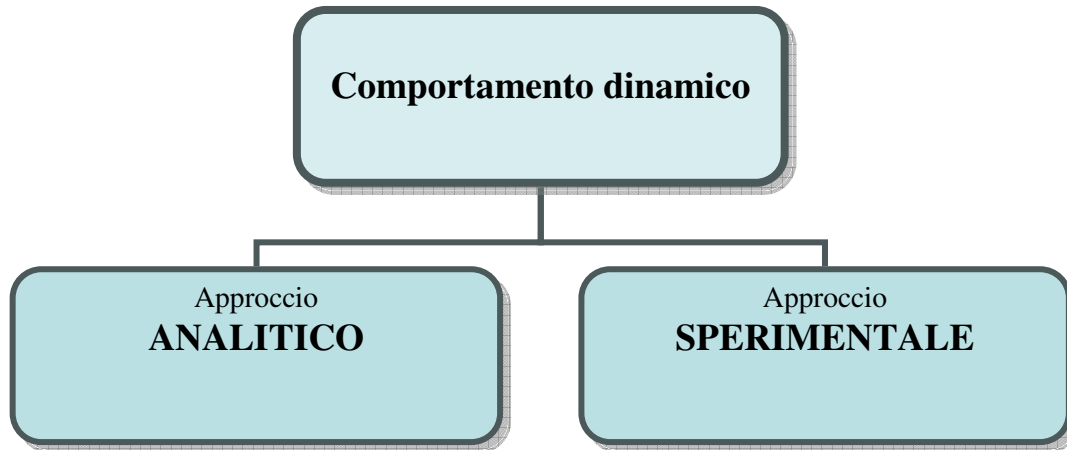 Comportamento dinamico
Approccio
ANALITICO
Approccio
SPERIMENTALE